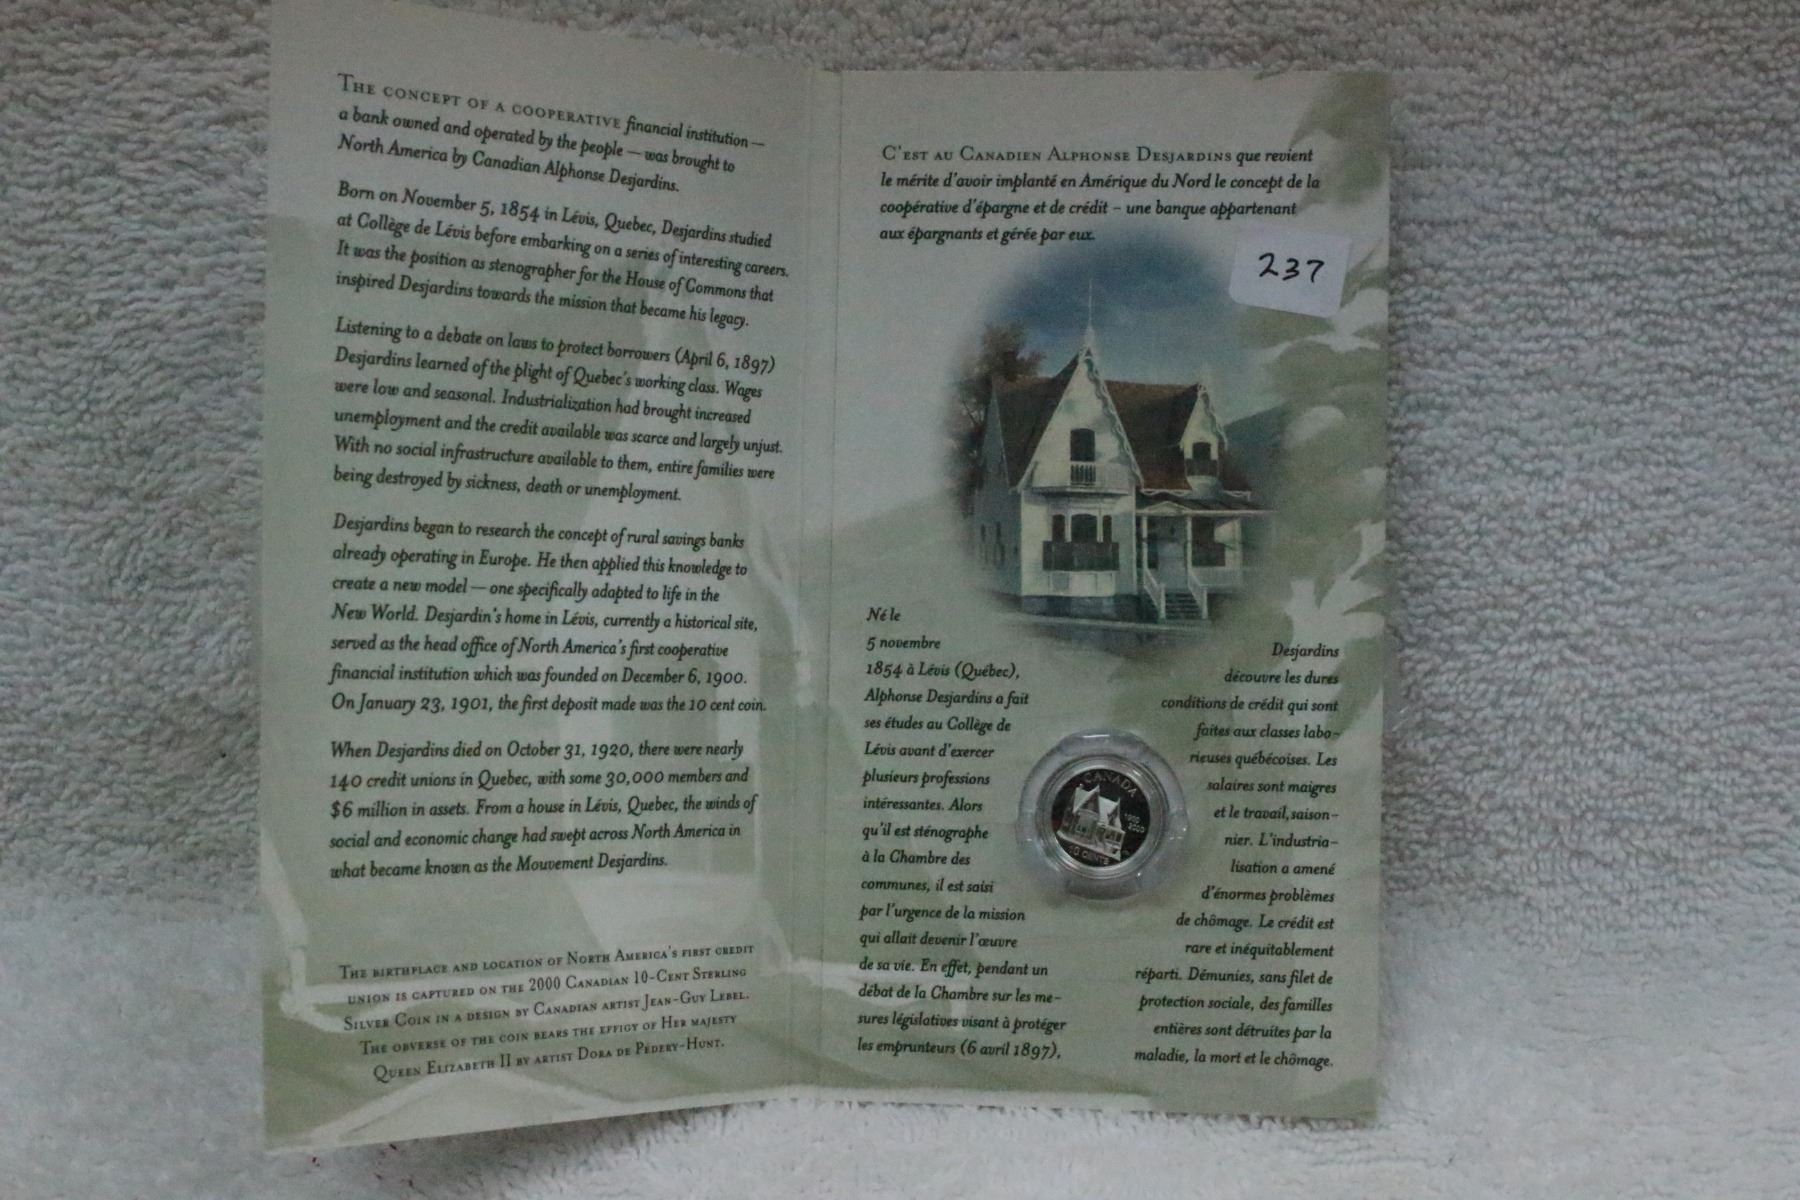 THE CONCEPT OF A COOPERATIVE financial institution —
a bank owned and operated by the people — was brought to
North America by Canadian Alphonse Desjardins.
Born on November 5, 1854 in Lévis, Quebec, Desjardins studied
at Collège de Lévis before embarking on a series of interesting careers.
It was the position as stenographer for the House of Commons that
inspired Desjardins towards the mission that became his legacy.
Listening to a debate on laws to protect borrowers (April 6, 1897)
Desjardins learned of the plight of Quebec's working class. Wages
were low and seasonal. Industrialization had brought increased
unemployment and the credit available was scarce and largely unjust.
With no social infrastructure available to them, entire families were
being destroyed by sickness, death or unemployment.
Desjardins began to research the concept of rural savings banks
already operating in Europe. He then applied this knowledge to
create a new model — one specifically adapted to life in the
New World. Desjardin's home in Lévis, currently a historical site,
served as the head office of North America's first cooperative
financial institution which was founded on December 6, 1900.
On January 23, 1901, the first deposit made was the 10 cent coin.
When Desjardins died on October 31, 1920, there were nearly
140 credit unions in Quebec, with some 30,000 members and
$6 million in assets. From a house in Lévis, Quebec, the winds of
social and economic change had swept across North America in
what became known as the Mouvement Desjardins.
THE BIRTHPLACE AND LOCATION OF NORTH AMERICA'S FIRST CREDIT
UNION IS CAPTURED ON THE 2000 CANADIAN 10-CENT STERLING
SILVER COIN IN A DESIGN BY CANADIAN ARTIST JEAN-GUY LEBEL.
THE OBVERSE OF THE COIN BEARS THE EFFIGY OF HER MAJESTY
QUEEN ELIZABETH II BY ARTIST DORA DE PÉDERY-HUNT.
C'EST AU CANADIEN ALPHONSE DESJARDINS que revient
le mérite d'avoir implanté en Amérique du Nord le concept de la
coopérative d'épargne et de crédit – une banque appartenant
aux épargnants et gérée par eux.
237
Né le
5 novembre
1854 à Lévis (Québec),
Alphonse Desjardins a fait
ses études au Collège de
Lévis avant d'exercer
plusieurs professions
intéressantes. Alors
qu'il est sténographe
à la Chambre des
communes, il est saisi
par l'urgence de la mission
qui allait devenir l'œuvre
de sa vie. En effet, pendant un
débat de la Chambre sur les me-
sures législatives visant à protéger
les emprunteurs (6 avril 1897),
CANADA
1900
2000
10 CENTS
Desjardins
découvre les dures
conditions de crédit qui sont
faites aux classes labo-
rieuses québécoises. Les
salaires sont maigres
et le travail, saison-
nier. L'industria-
lisation a amené
d'énormes problèmes
de chômage. Le crédit est
rare et inéquitablement
réparti. Démunies, sans filet de
protection sociale, des familles
entières sont détruites par la
maladie, la mort et le chômage.